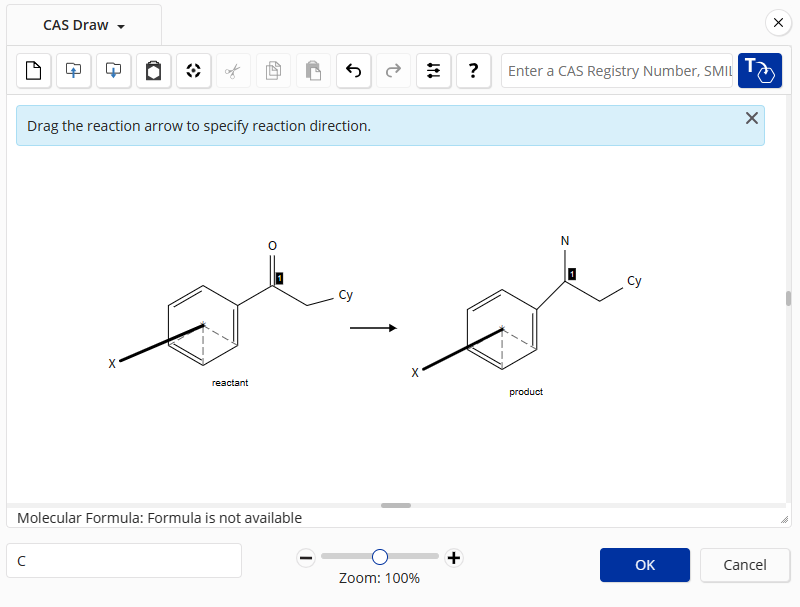 CAS Draw
?
Enter a CAS Registry Number, SMIL
T
Drag the reaction arrow to specify reaction direction.
O
1
Cy
X
reactant
N
1
Cy
X
product
Molecular Formula: Formula is not available
C
Zoom: 100%
OK
Cancel